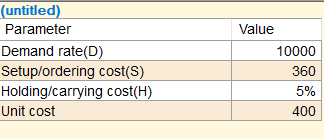 (untitled)
Parameter Value
Demand rate(D) 10000
Setup/ordering cost(S) 360
Holding/carrying cost(H) 5%
Unit cost 400